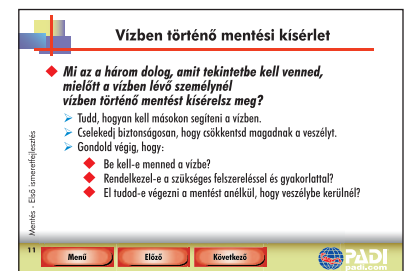 Vízben történő mentési kísérlet
Mi az a három dolog, amit tekintetbe kell venned,
mielőtt a vízben lévő személynél
vízben történő mentést kíséreIsz meg?
Tudd, hogyan kell másokon segíteni a vízben.
Cselekedj biztonságosan, hogy csökkentsd magadnak a veszélyt.
Gondold végig, hogy:
Be kell-e menned a vízbe?
Rendelkezel-e a szükséges felszereléssel és gyakorlattal?
El tudod-e végezni a mentést anélkül, hogy veszélybe kerülnél?
Mentés - Első ismeretfejlesztés
11
Menű
Előző
Következő
PADI
padi.com